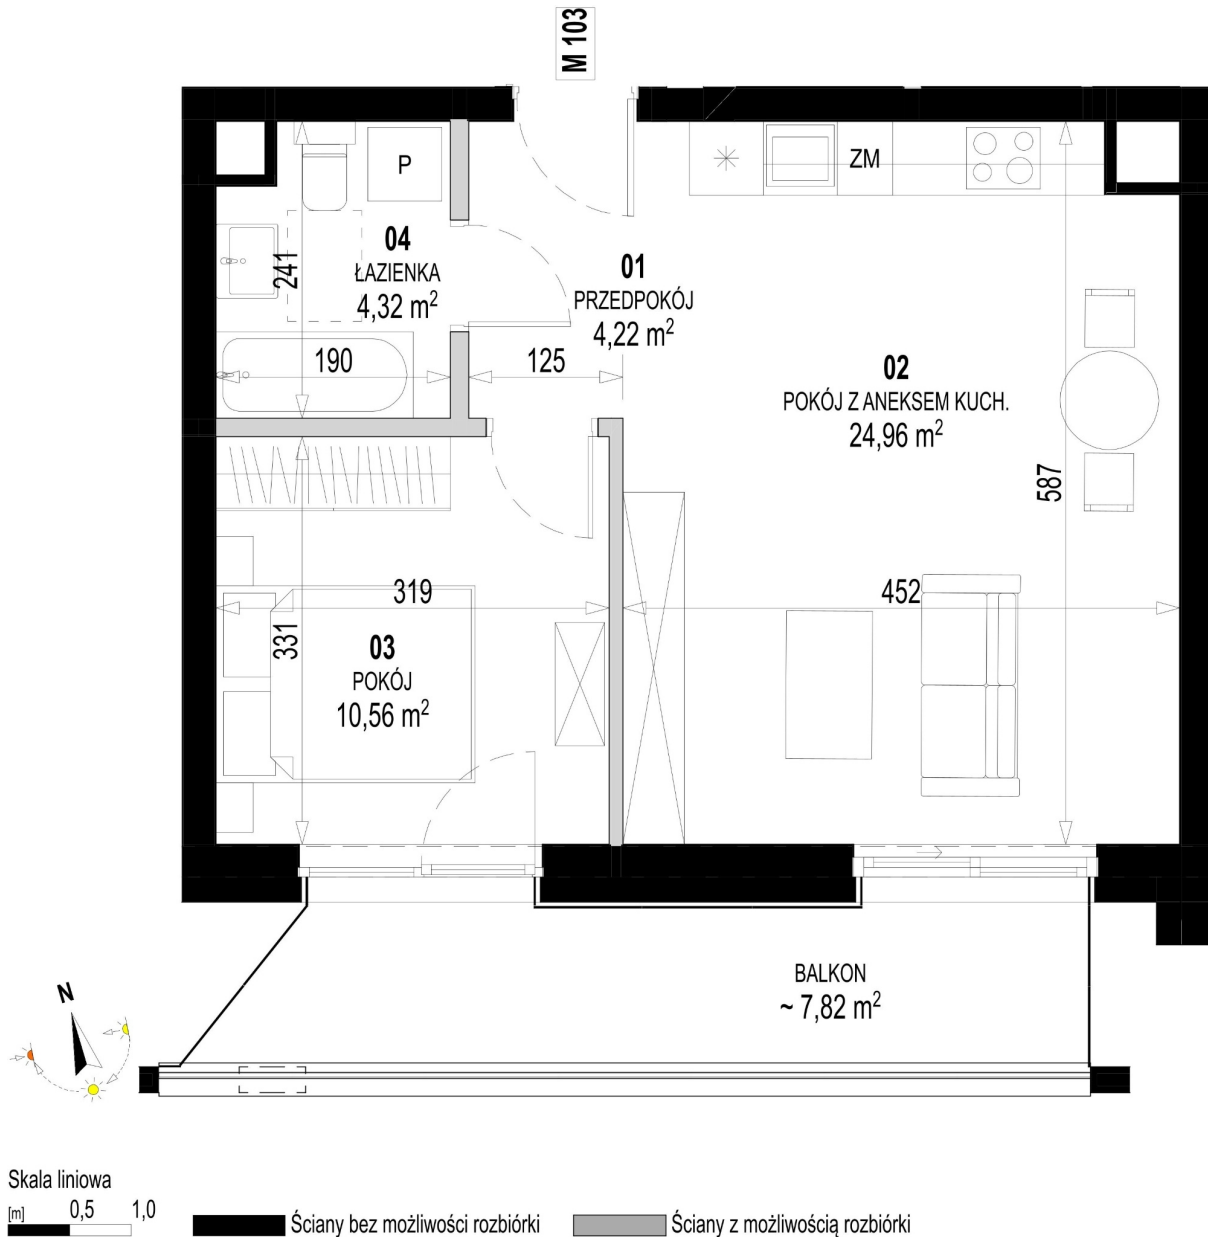 M 103
P
ZM
04
ŁAZIENKA
4,32 m²
241
190
01
PRZEDPOKÓJ
4,22 m²
125
02
POKÓJ Z ANEKSEM KUCH.
24,96 m²
587
319
452
331
03
POKÓJ
10,56 m²
BALKON
~ 7,82 m²
N
Skala liniowa
[m] 0,5 1,0
Ściany bez możliwości rozbiórki
Ściany z możliwością rozbiórki